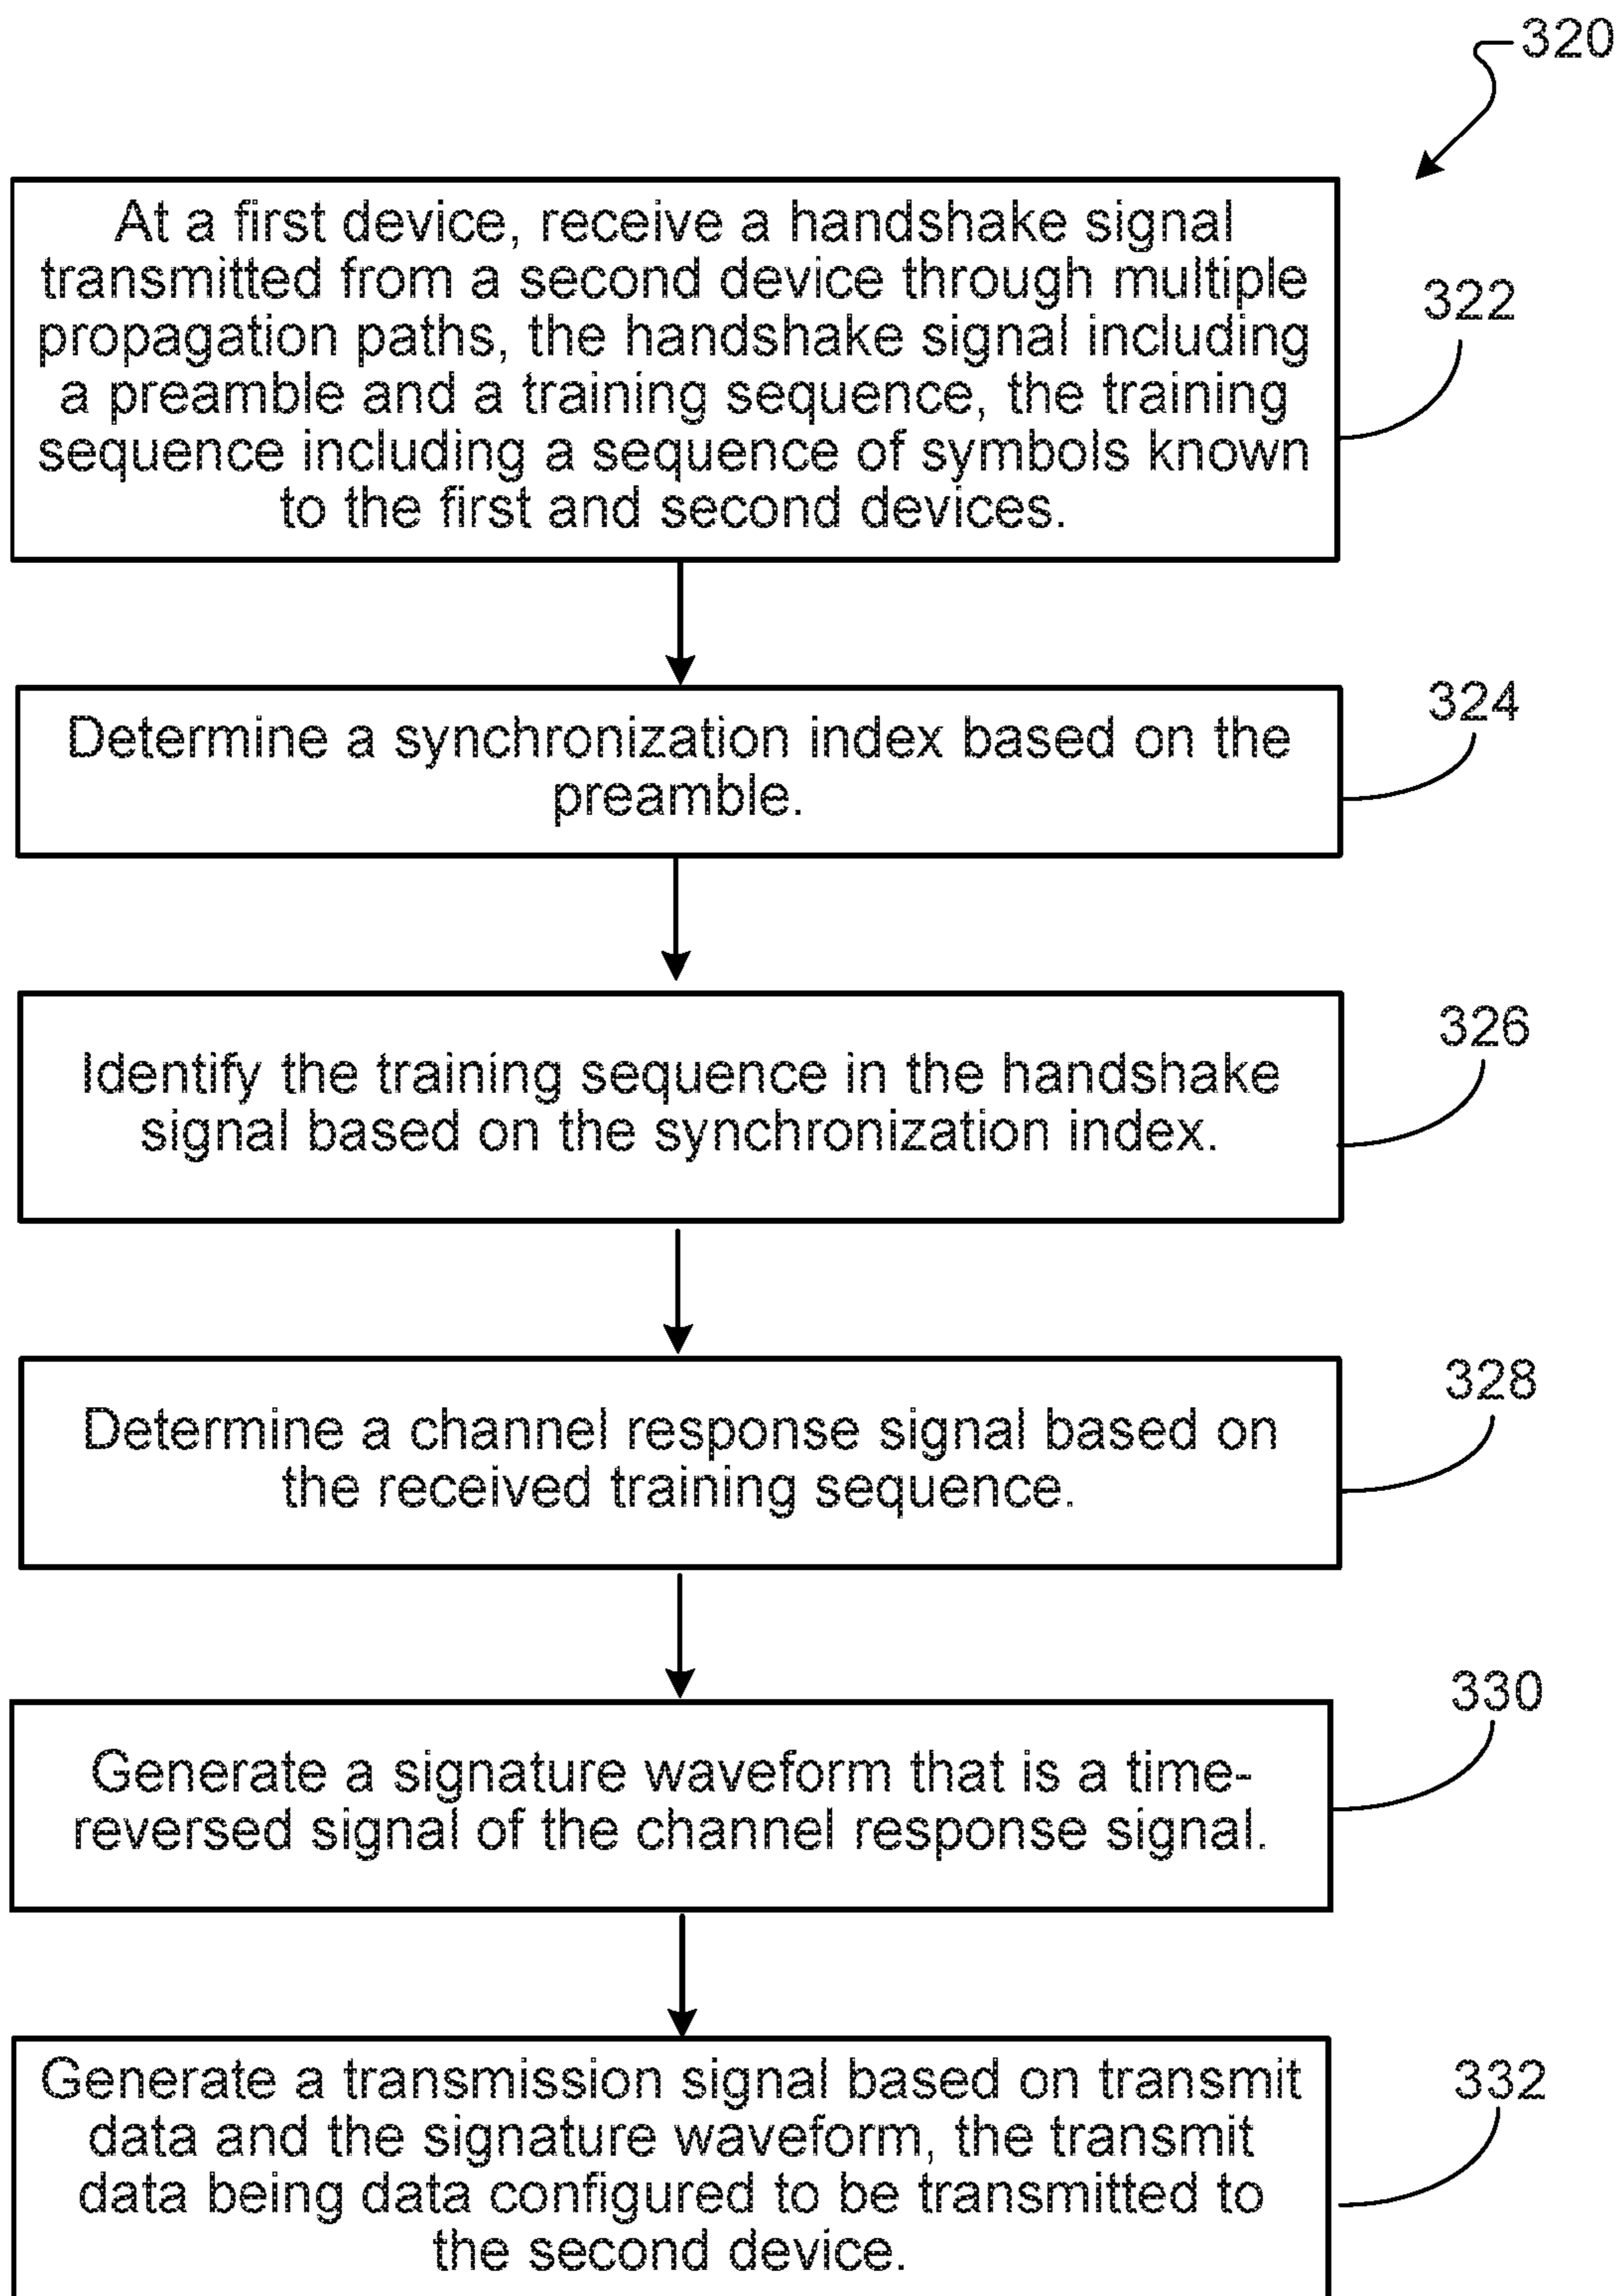 320
At a first device, receive a handshake signal
transmitted from a second device through multiple
propagation paths, the handshake signal including
a preamble and a training sequence, the training
sequence including a sequence of symbols known
to the first and second devices.
322
Determine a synchronization index based on the
preamble.
324
Identify the training sequence in the handshake
signal based on the synchronization index.
326
Determine a channel response signal based on
the received training sequence.
328
Generate a signature waveform that is a time-
reversed signal of the channel response signal.
330
Generate a transmission signal based on transmit
data and the signature waveform, the transmit
data being data configured to be transmitted to
the second device.
332